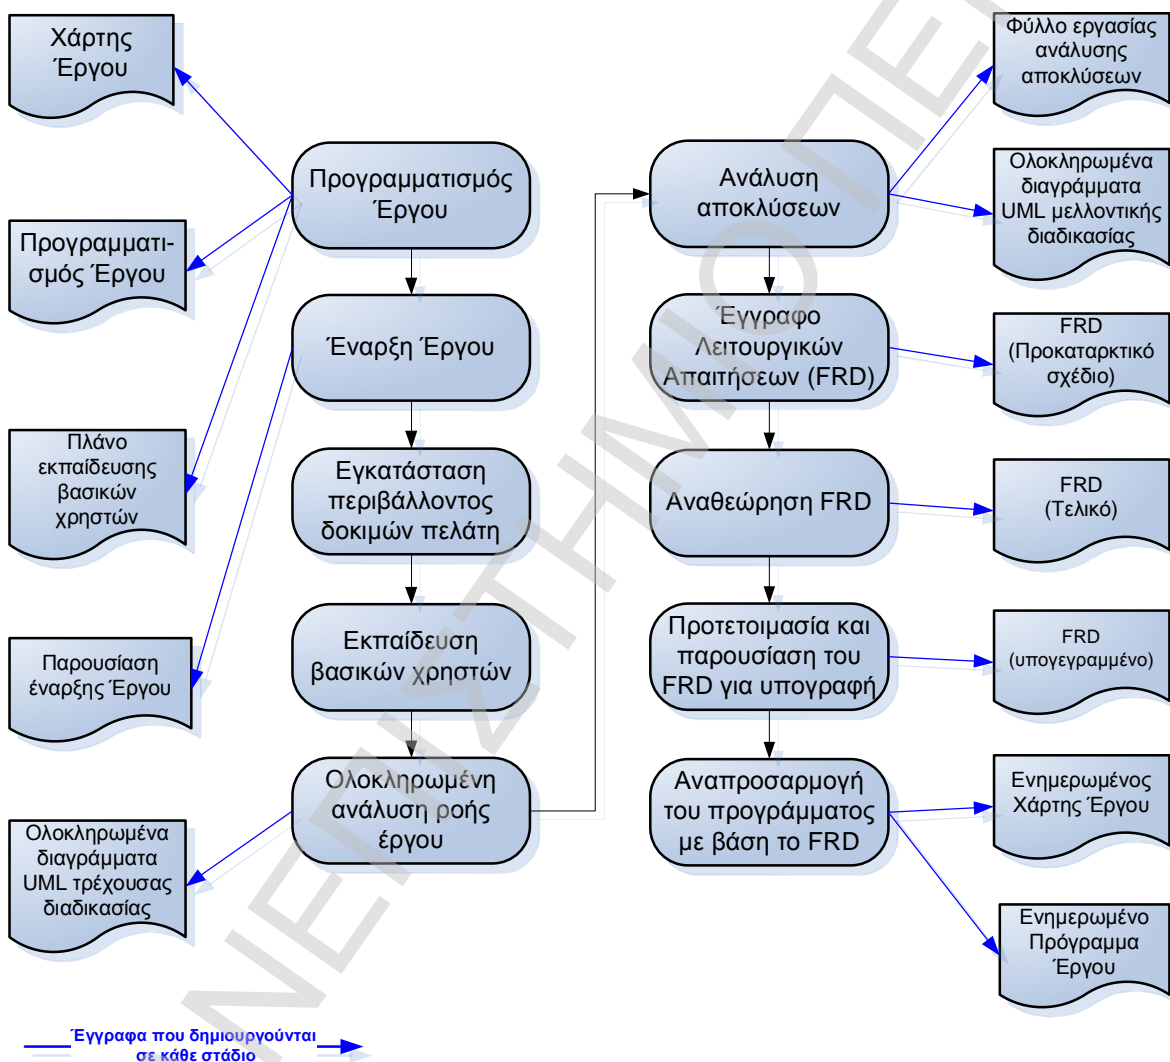 Χάρτης
Έργου
Προγραμματι-
σμός Έργου
Πλάνο
εκπαίδευσης
βασικών
χρηστών
Παρουσίαση
έναρξης Έργου
Ολοκληρωμένα
διαγράμματα
UML τρέχουσας
διαδικασίας
Προγραμματισμός
Έργου
Έναρξη Έργου
Εγκατάσταση
περιβάλλοντος
δοκιμών πελάτη
Εκπαίδευση
βασικών χρηστών
Ολοκληρωμένη
ανάλυση ροής
έργου
Ανάλυση
αποκλύσεων
Έγγραφο
Λειτουργικών
Απαιτήσεων (FRD)
Αναθεώρηση FRD
Προτετοιμασία και
παρουσίαση του
FRD για υπογραφή
Αναπροσαρμογή
του προγράμματος
με βάση το FRD
Φύλλο εργασίας
ανάλυσης
αποκλύσεων
Ολοκληρωμένα
διαγράμματα
UML μελλοντικής
διαδικασίας
FRD
(Προκαταρκτικό
σχέδιο)
FRD
(Τελικό)
FRD
(υπογεγραμμένο)
Ενημερωμένος
Χάρτης Έργου
Ενημερωμένο
Πρόγραμμα
Έργου
Έγγραφα που δημιουργούνται
σε κάθε στάδιο
ΝΕΠΙΣΤΗΜΙΟ ΠΕ